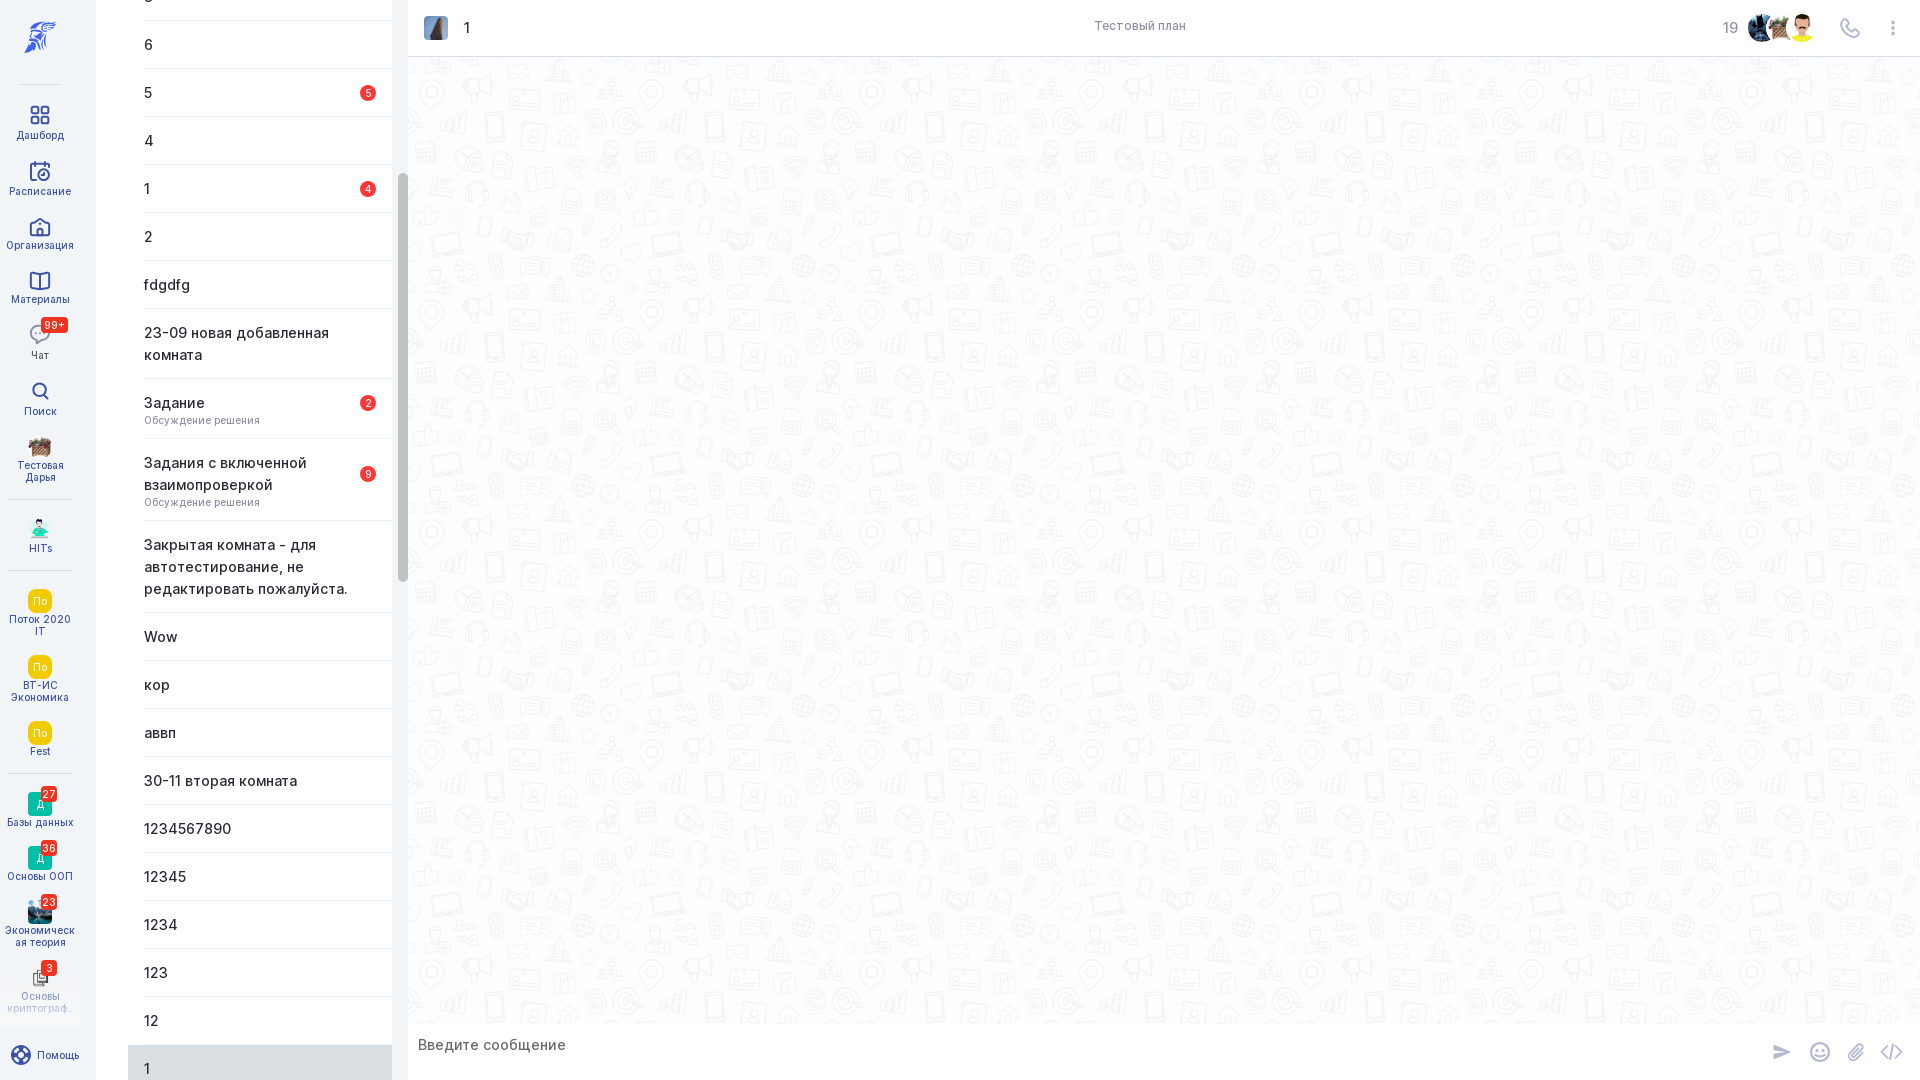 Дашборд
Расписание
Организация
Материалы
99+
Чат
Поиск
Тестовая
Дарья
HITs
По
Поток 2020
IT
По
ВТ-ИС
Экономика
По
Fest
27
Д
Базы данных
36
Д
Основы ООП
23
Экономическ
ая теория
3
Основы
криптограф...
Помощь
6
5
5
4
1
4
2
fdgdfg
23-09 новая добавленная
комната
Задание
2
Обсуждение решения
Задания с включенной
взаимопроверкой
9
Обсуждение решения
Закрытая комната - для
автотестирование, не
редактировать пожалуйста.
Wow
кор
аввп
30-11 вторая комната
1234567890
12345
1234
123
12
1
1
Тестовый план
19
Введите сообщение